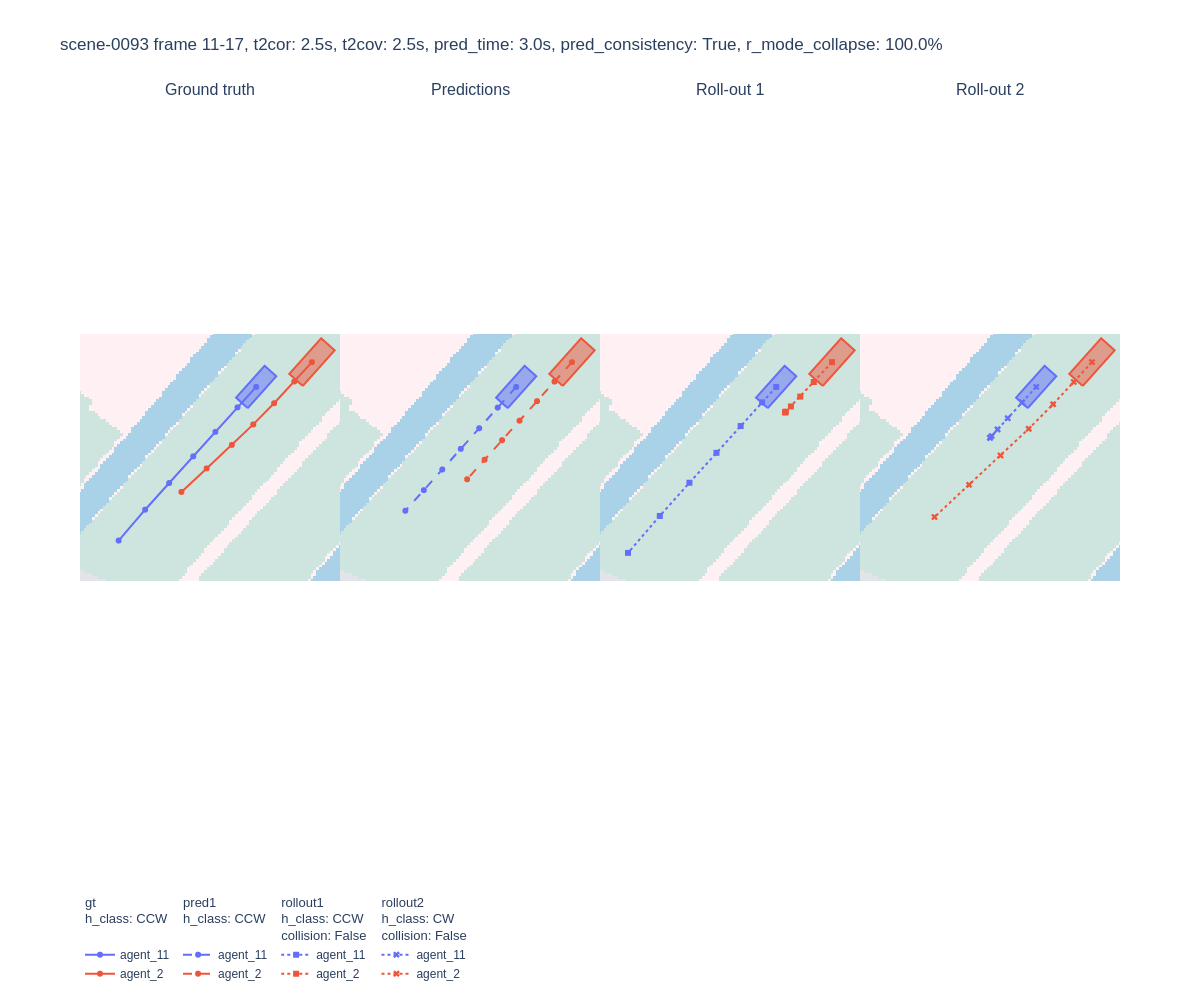 scene-0093 frame 11-17, t2cor: 2.5s, t2cov: 2.5s, pred_time: 3.0s, pred_consistency: True, r_mode_collapse: 100.0%
Ground truth
Predictions
Roll-out 1
Roll-out 2
gt
h_class: CCW
agent_11
agent_2
pred1
h_class: CCW
agent_11
agent_2
rollout1
h_class: CCW
collision: False
agent_11
agent_2
rollout2
h_class: CW
collision: False
agent_11
agent_2